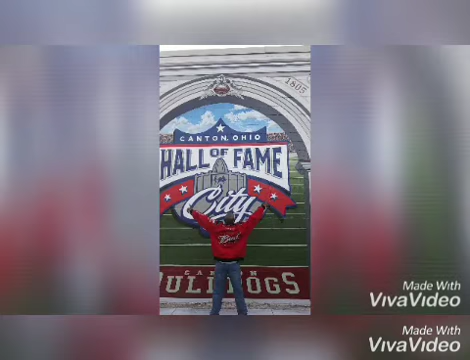 1805
CANTON, OHIO
HALL OF FAME
City
CANTON
BULLDOGS
Made With
VivaVideo
Made With
VivaVideo